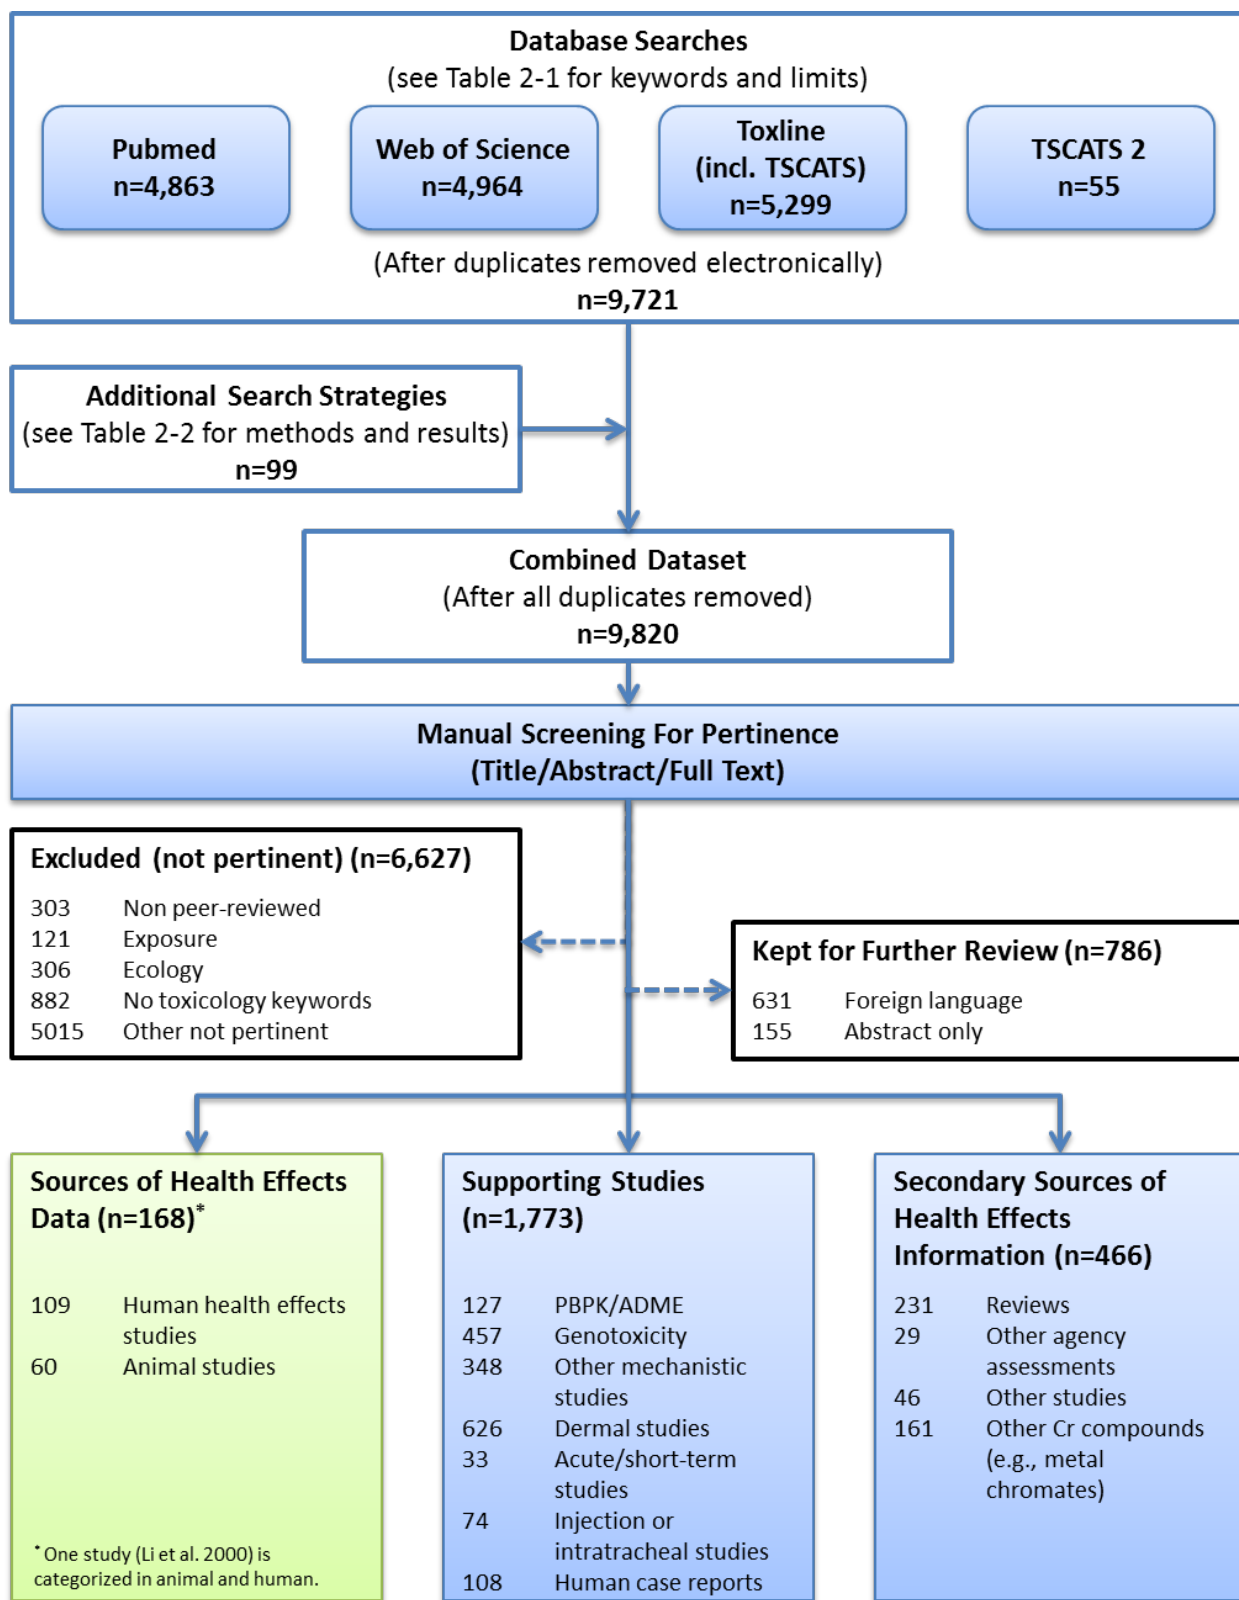 Database Searches
(see Table 2-1 for keywords and limits)
Pubmed
n=4,863
Web of Science
n=4,964
Toxline
(incl. TSCATS)
n=5,299
TSCATS 2
n=55
(After duplicates removed electronically)
n=9,721
Additional Search Strategies
(see Table 2-2 for methods and results)
n=99
Combined Dataset
(After all duplicates removed)
n=9,820
Manual Screening For Pertinence
(Title/Abstract/Full Text)
Excluded (not pertinent) (n=6,627)
303 Non peer-reviewed
121 Exposure
306 Ecology
882 No toxicology keywords
5015 Other not pertinent
Kept for Further Review (n=786)
631 Foreign language
155 Abstract only
Sources of Health Effects
Data (n=168)*
109 Human health effects
studies
60 Animal studies
* One study (Li et al. 2000) is
categorized in animal and human.
Supporting Studies
(n=1,773)
127 PBPK/ADME
457 Genotoxicity
348 Other mechanistic
studies
626 Dermal studies
33 Acute/short-term
studies
74 Injection or
intratracheal studies
108 Human case reports
Secondary Sources of
Health Effects
Information (n=466)
231 Reviews
29 Other agency
assessments
46 Other studies
161 Other Cr compounds
(e.g., metal
chromates)